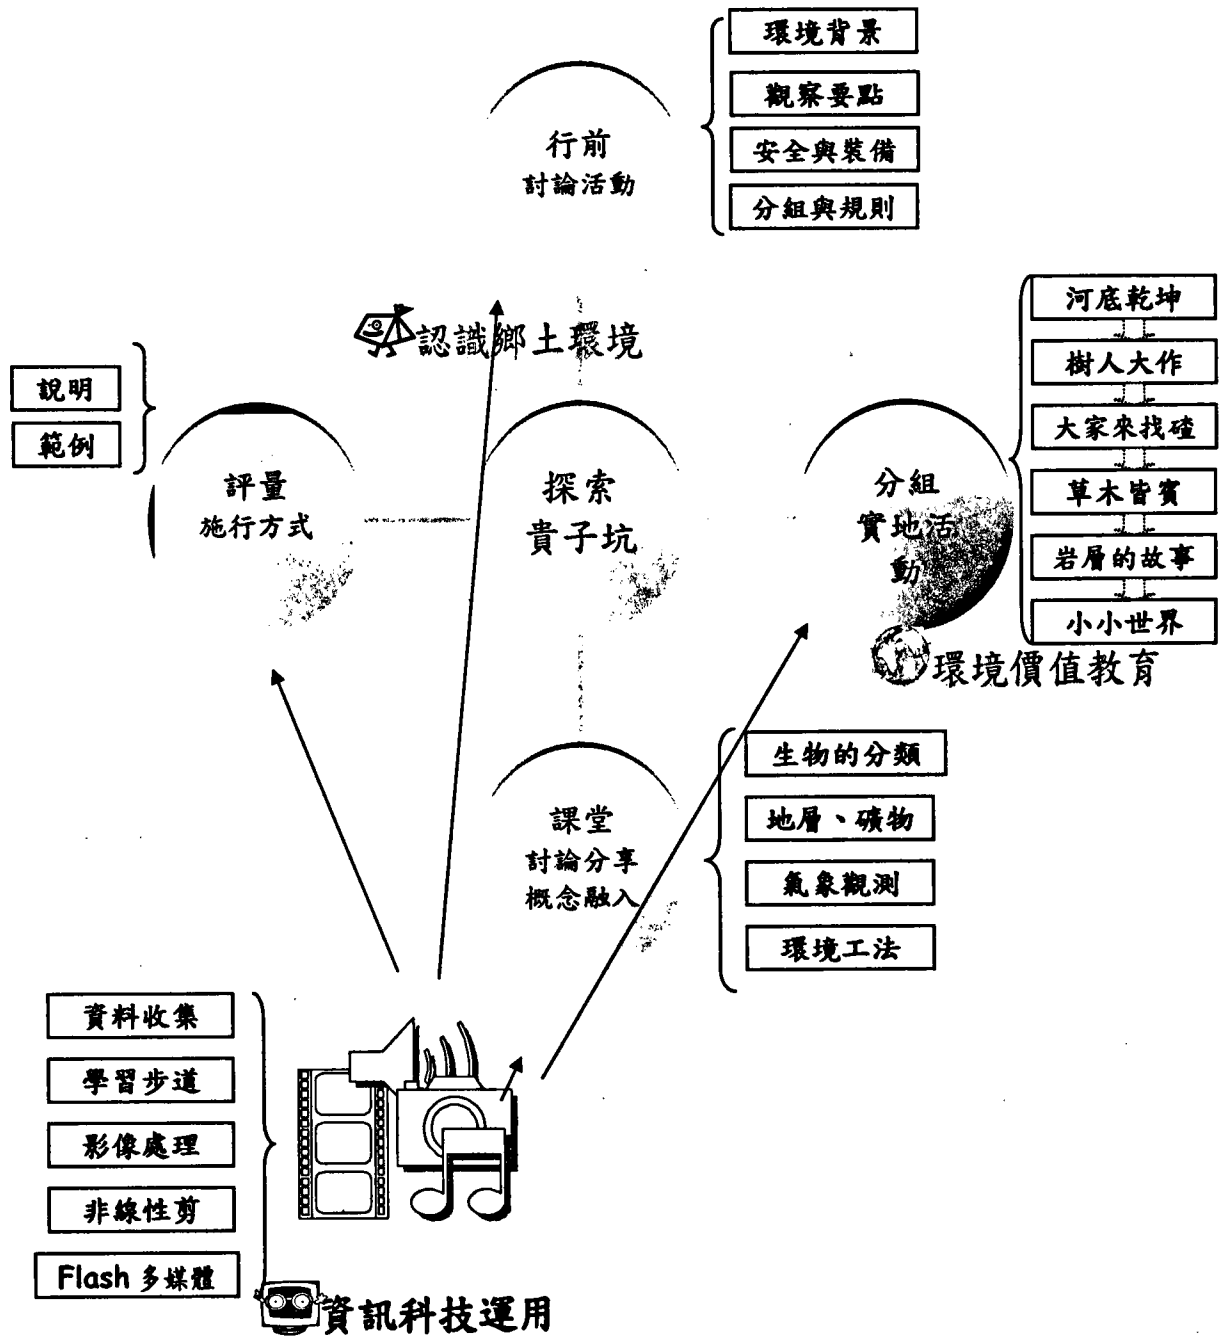 環境背景
觀察要點
安全與裝備
分組與規則
行前
討論活動
認識鄉土環境
說明
範例
評量
施行方式
探索
貴子坑
分組
實地活
動
河底乾坤
樹人大作
大家來找碴
草木皆賓
岩層的故事
小小世界
環境價值教育
課堂
討論分享
概念融入
生物的分類
地層、礦物
氣象觀測
環境工法
資料收集
學習步道
影像處理
非線性剪
Flash 多媒體
資訊科技運用